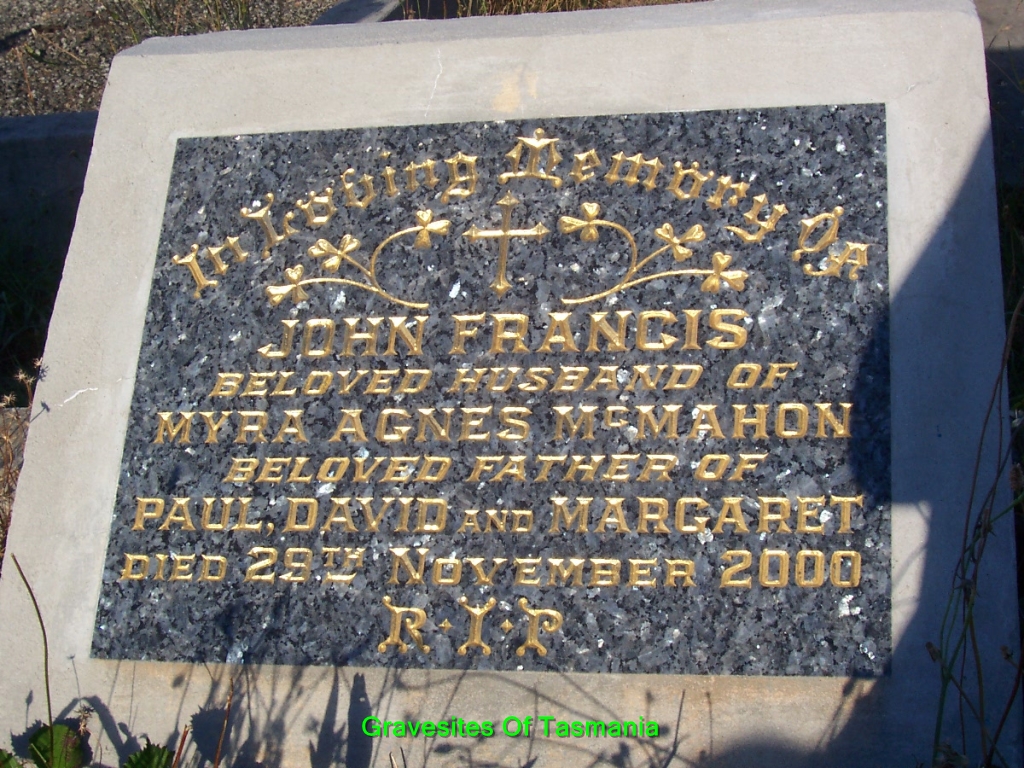 In Loving Memory Of
JOHN FRANCIS
BELOVED HUSBAND OF
MYRA AGNES McMAHON
BELOVED FATHER OF
PAUL, DAVID AND MARGARET
DIED 29TH NOVEMBER 2000
R·I·P
Gravesites Of Tasmania